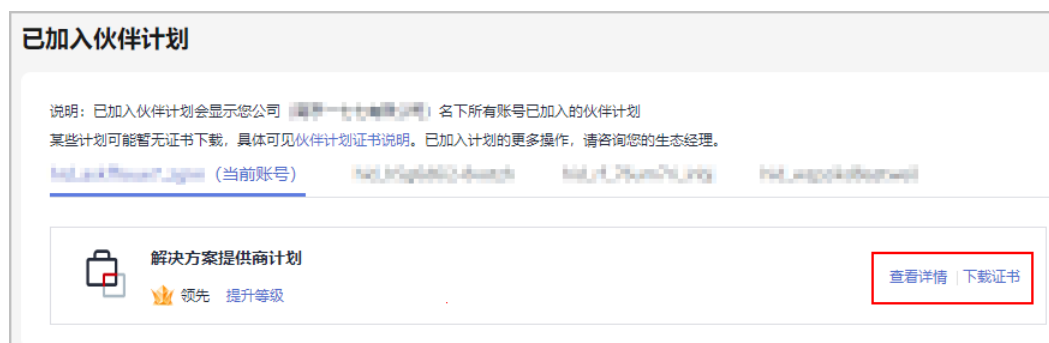 已加入伙伴计划
说明：已加入伙伴计划会显示您公司（）名下所有账号已加入的伙伴计划
某些计划可能暂无证书下载，具体可见伙伴计划证书说明。已加入计划的更多操作，请咨询您的生态经理。
（当前账号）
解决方案提供商计划
领先 提升等级
查看详情 下载证书